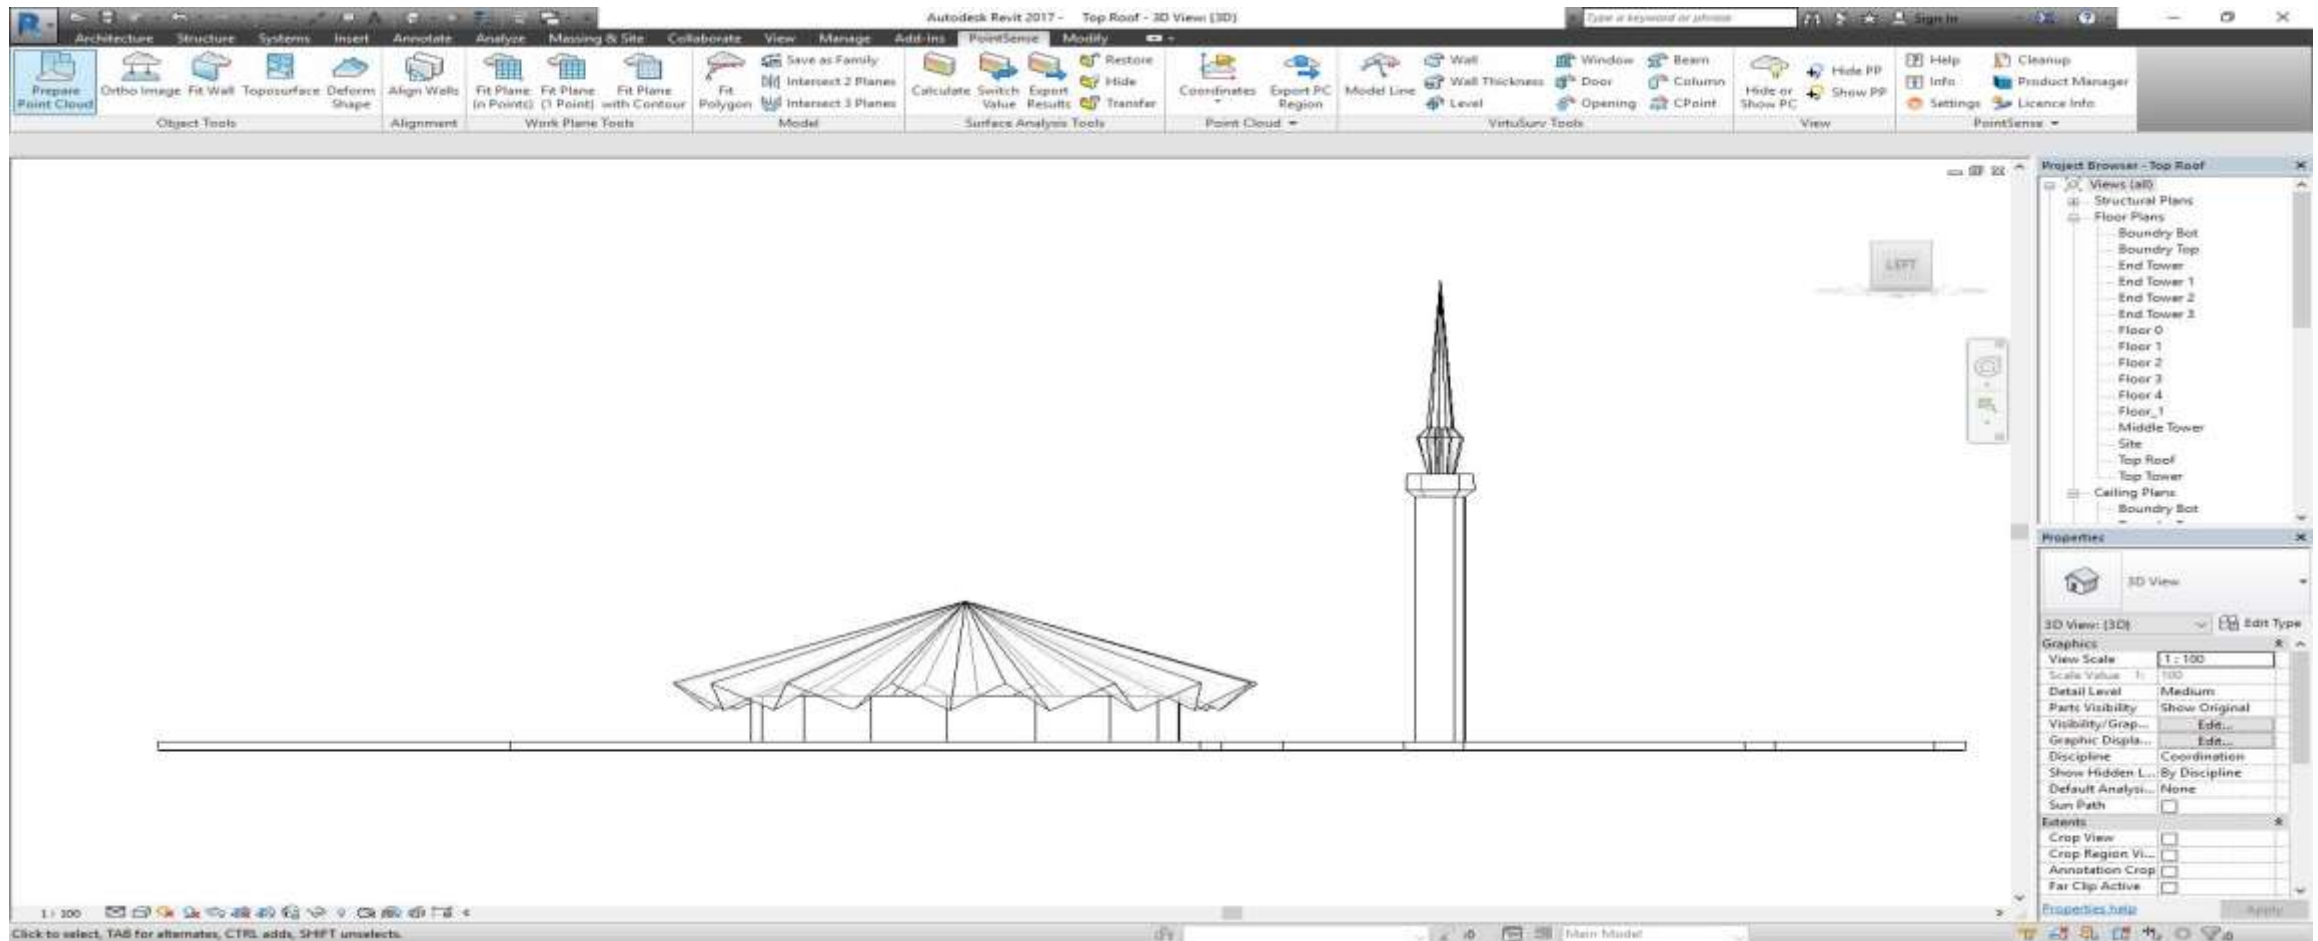 Autodesk Revit 2017 - Top Roof - 3D View: {3D}
Type a keyword or phrase
Sign In
Architecture Structure Systems Insert Annotate Analyze Massing & Site Collaborate View Manage Add-Ins PointSense Modify
Prepare Point Cloud
Ortho Image
Fit Wall
Toposurface
Deform Shape
Object Tools
Align Walls
Alignment
Fit Plane (n Points)
Fit Plane (3 Point)
Fit Plane with Contour
Work Plane Tools
Fit Polygon
Save as Family
Intersect 2 Planes
Intersect 3 Planes
Model
Calculate
Switch Value
Export Results
Restore
Hide
Transfer
Surface Analysis Tools
Coordinates
Export PC Region
Point Cloud
Model Line
Wall
Wall Thickness
Level
Window
Door
Opening
Beam
Column
CPoint
VirtuSurv Tools
Hide or Show PC
Hide PP
Show PP
View
Help
Info
Settings
Cleanup
Product Manager
Licence Info
PointSense
LEFT
Project Browser - Top Roof
Views (all)
Structural Plans
Floor Plans
Boundry Bot
Boundry Top
End Tower
End Tower 1
End Tower 2
End Tower 3
Floor 0
Floor 1
Floor 2
Floor 3
Floor 4
Floor_1
Middle Tower
Site
Top Roof
Top Tower
Ceiling Plans
Boundry Bot
Properties
3D View
3D View: {3D}
Edit Type
Graphics
View Scale 1 : 100
Scale Value 1: 100
Detail Level Medium
Parts Visibility Show Original
Visibility/Grap... Edit...
Graphic Displa... Edit...
Discipline Coordination
Show Hidden L... By Discipline
Default Analysi... None
Sun Path
Extents
Crop View
Crop Region Vi...
Annotation Crop
Far Clip Active
Properties help
Apply
1 : 100
Click to select, TAB for alternates, CTRL adds, SHIFT unselects.
:0
Main Model
:0